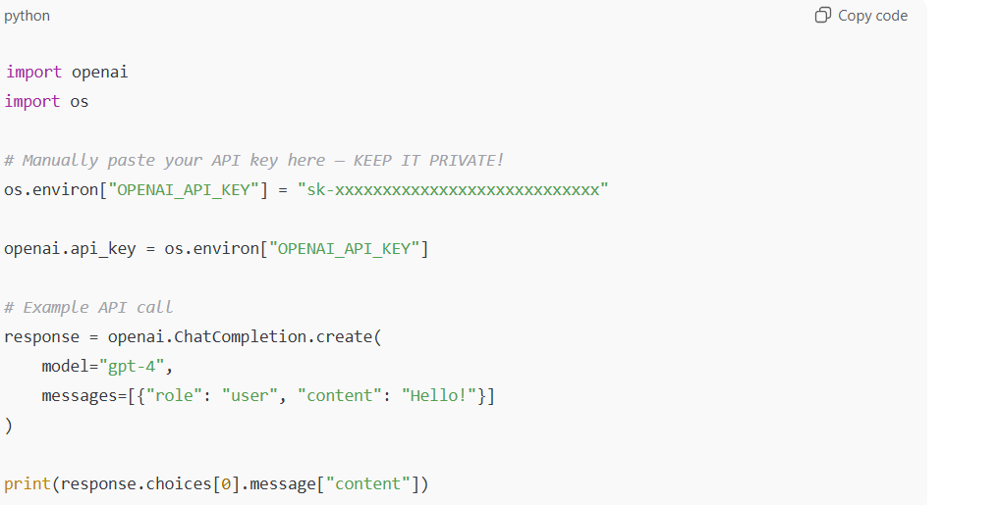 python
Copy code
import openai
import os
# Manually paste your API key here — KEEP IT PRIVATE!
os.environ["OPENAI_API_KEY"] = "sk-xxxxxxxxxxxxxxxxxxxxxxxxxxxx"
openai.api_key = os.environ["OPENAI_API_KEY"]
# Example API call
response = openai.ChatCompletion.create(
    model="gpt-4",
    messages=[{"role": "user", "content": "Hello!"}]
)
print(response.choices[0].message["content"])